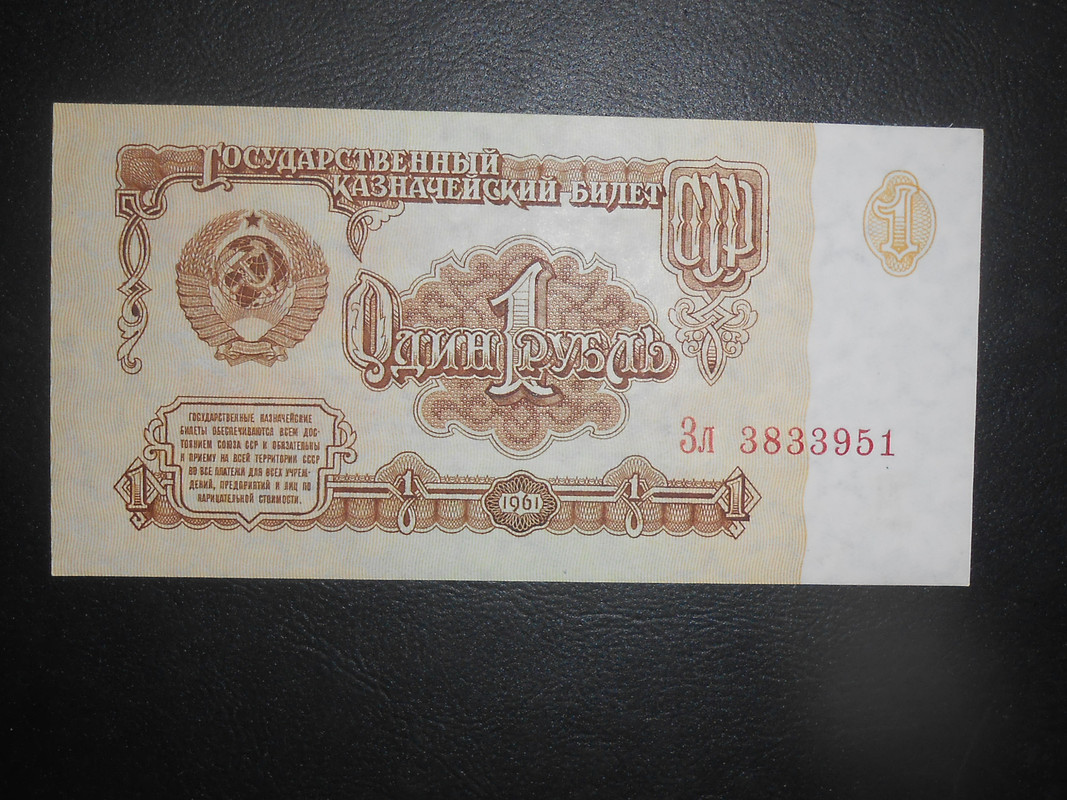 ГОСУДАРСТВЕННЫЙ
КАЗНАЧЕЙСКИЙ БИЛЕТ
СССР
1
1
ОДИН РУБЛЬ
Зл 3833951
ГОСУДАРСТВЕННЫЕ КАЗНАЧЕЙСКИЕ
БИЛЕТЫ ОБЕСПЕЧИВАЮТСЯ ВСЕМ ДОС-
ТОЯНИЕМ СОЮЗА ССР И ОБЯЗАТЕЛЬНЫ
К ПРИЕМУ НА ВСЕЙ ТЕРРИТОРИИ СССР
ВО ВСЕ ПЛАТЕЖИ ДЛЯ ВСЕХ УЧРЕЖ-
ДЕНИЙ, ПРЕДПРИЯТИЙ И ЛИЦ ПО
НАРИЦАТЕЛЬНОЙ СТОИМОСТИ.
1 1 1961 1 1